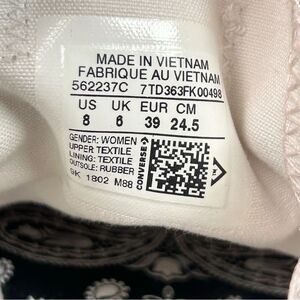 MADE IN VIETNAM
FABRIQUE AU VIETNAM
562237C 7TD363FK00498
US UK EUR CM
8 6 39 24.5
GENDER: WOMEN
UPPER: TEXTILE
LINING: TEXTILE
OUTSOLE: RUBBER
SK 1802 M88
CONVERSE